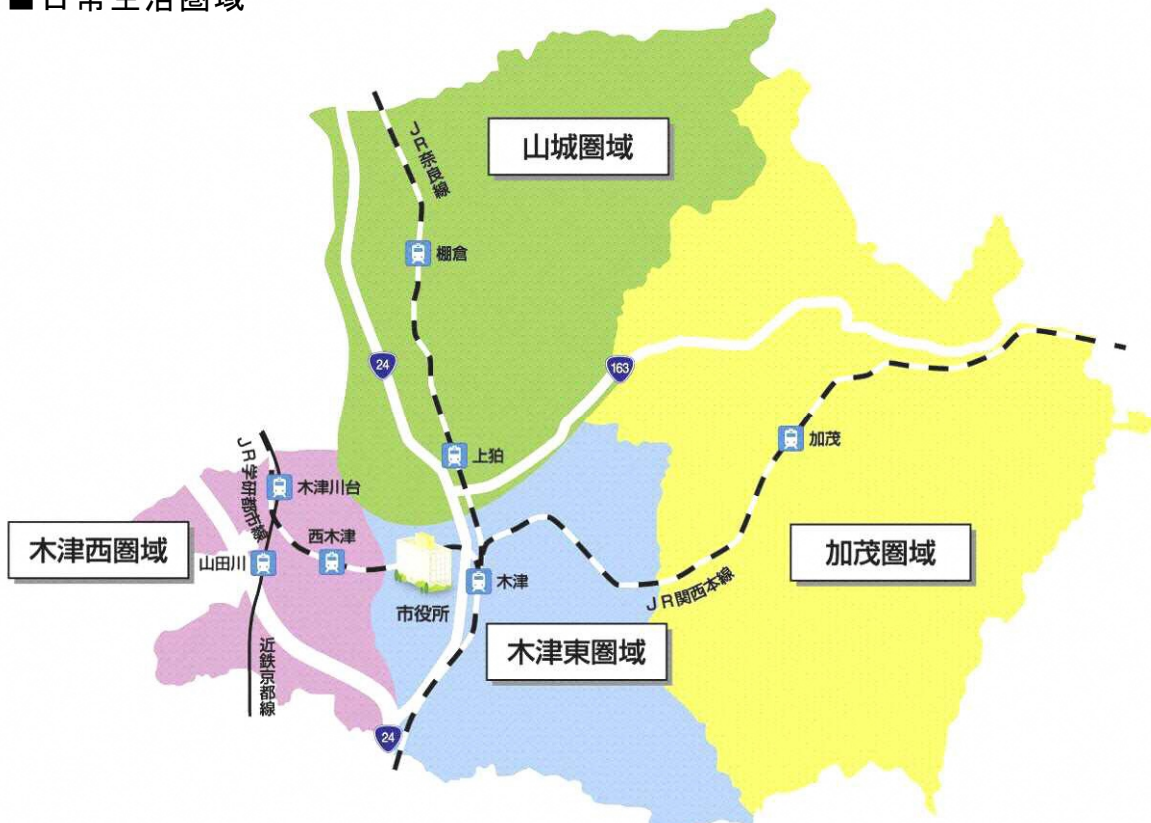 ■日常生活圏域
山城圏域
JR奈良線
棚倉
24
163
上狛
加茂
JR学研都市線
木津川台
木津西圏域
西木津
山田川
木津
加茂圏域
市役所
JR関西本線
木津東圏域
近鉄京都線
24